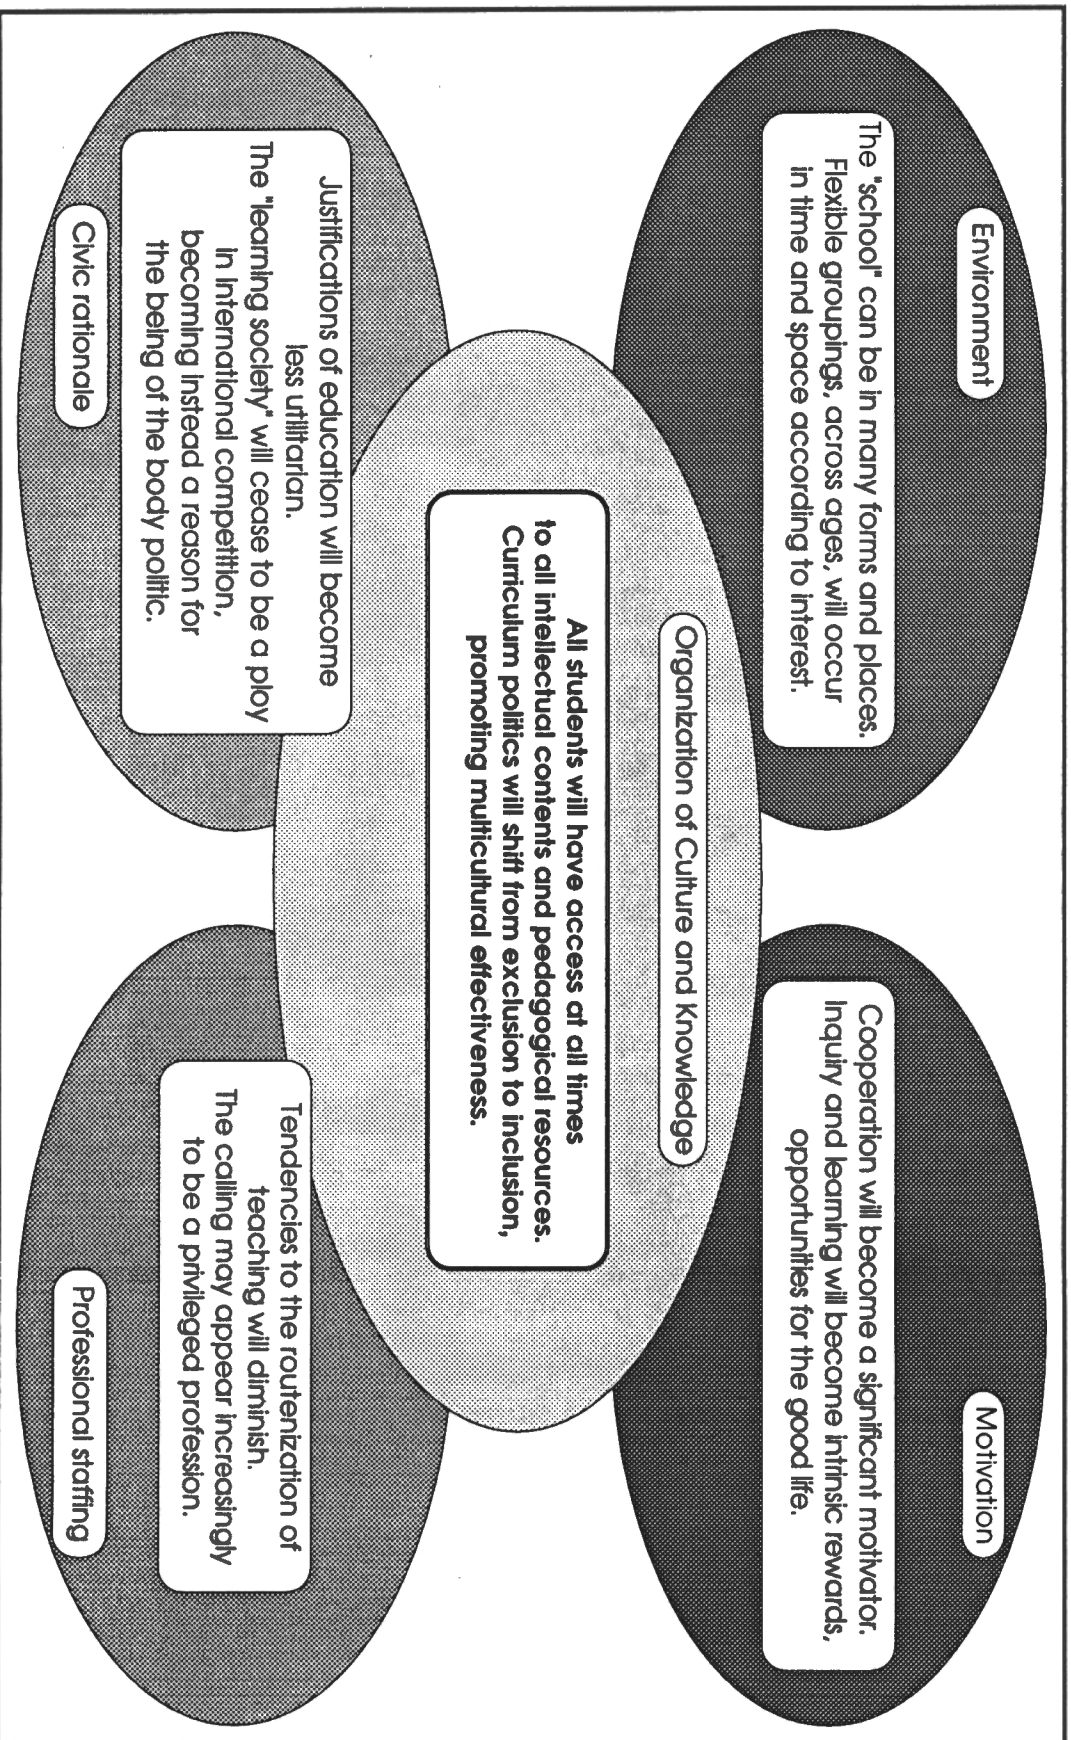 Environment
The "school" can be in many forms and places.
Flexible groupings, across ages, will occur
in time and space according to interest.
Motivation
Cooperation will become a significant motivator.
Inquiry and learning will become intrinsic rewards,
opportunities for the good life.
Organization of Culture and Knowledge
All students will have access at all times
to all intellectual contents and pedagogical resources.
Curriculum politics will shift from exclusion to inclusion,
promoting multicultural effectiveness.
Justifications of education will become
less utilitarian.
The "learning society" will cease to be a ploy
in international competition,
becoming instead a reason for
the being of the body politic.
Civic rationale
Tendencies to the routenization of
teaching will diminish.
The calling may appear increasingly
to be a privileged profession.
Professional staffing